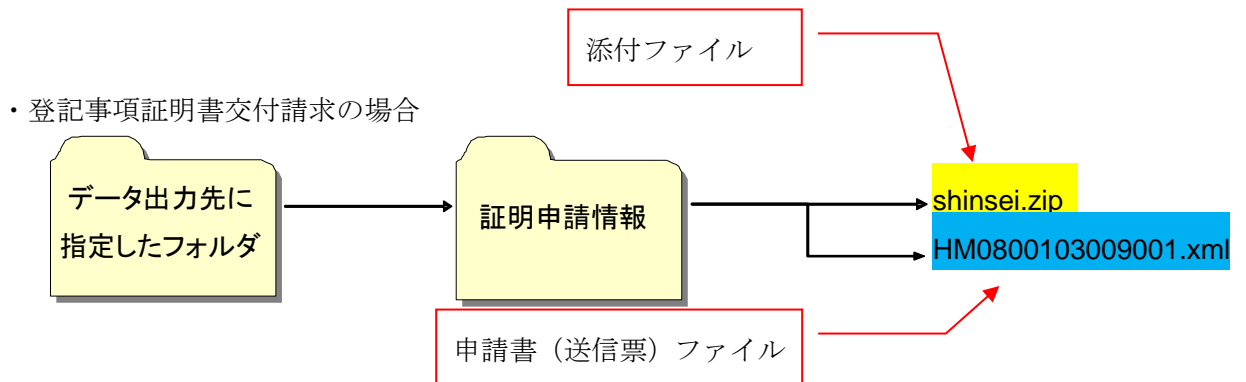 添付ファイル
・登記事項証明書交付請求の場合
データ出力先に
指定したフォルダ
証明申請情報
shinsei.zip
HM0800103009001.xml
申請書（送信票）ファイル